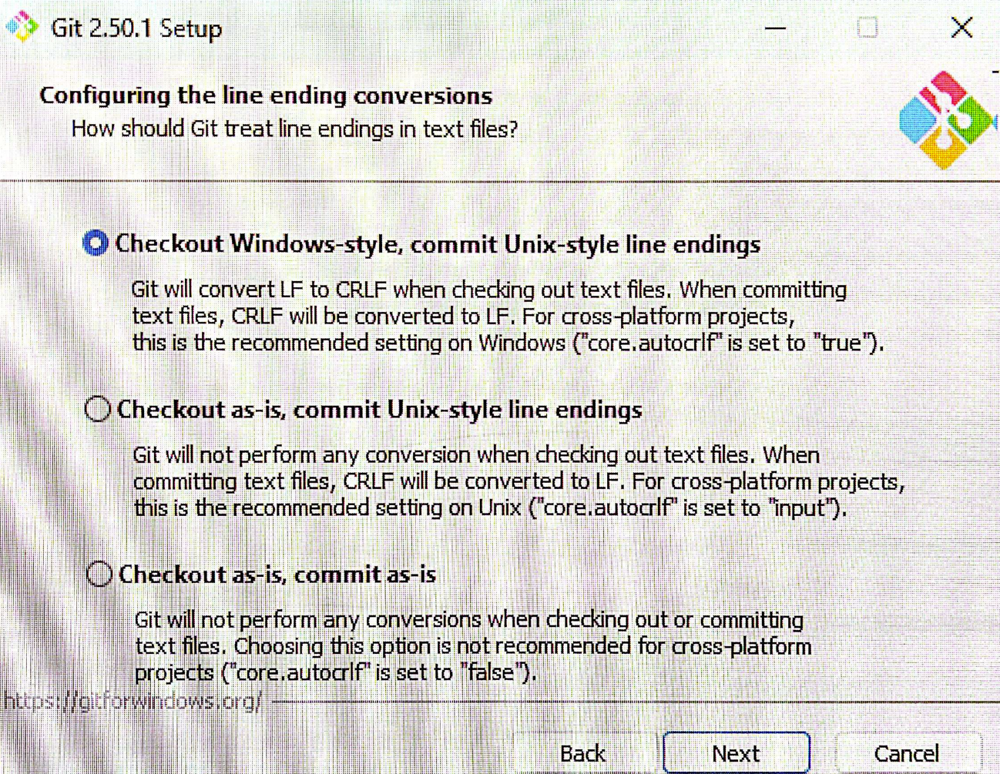 Git 2.50.1 Setup
Configuring the line ending conversions
How should Git treat line endings in text files?
Checkout Windows-style, commit Unix-style line endings
Git will convert LF to CRLF when checking out text files. When committing
text files, CRLF will be converted to LF. For cross-platform projects,
this is the recommended setting on Windows ("core.autocrlf" is set to "true").
Checkout as-is, commit Unix-style line endings
Git will not perform any conversion when checking out text files. When
committing text files, CRLF will be converted to LF. For cross-platform projects,
this is the recommended setting on Unix ("core.autocrlf" is set to "input").
Checkout as-is, commit as-is
Git will not perform any conversions when checking out or committing
text files. Choosing this option is not recommended for cross-platform
projects ("core.autocrlf" is set to "false").
https://gitforwindows.org/
Back Next Cancel